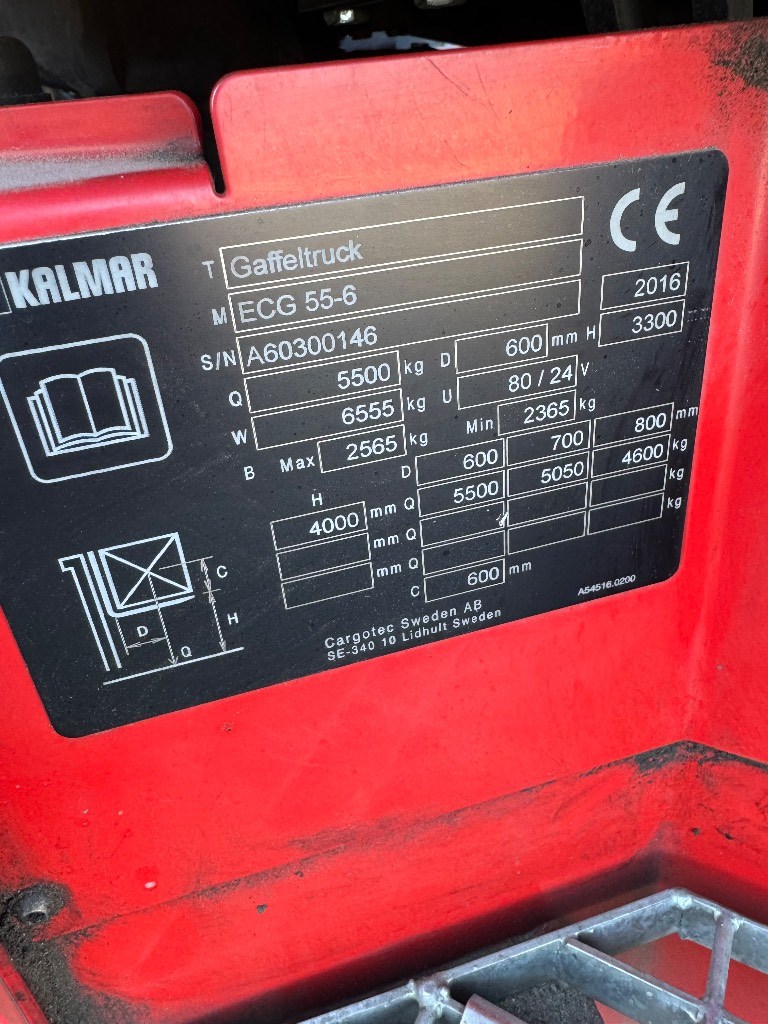 KALMAR
T Gaffeltruck
CE
M ECG 55-6
2016
S/N A60300146
Q 5500 kg D 600 mm H 3300
W 6555 kg U 80 / 24 V
B Max 2565 kg Min 2365 kg
D 600 700 800 mm
H 4000 mm Q 5500 5050 4600 kg
mm Q kg
mm Q kg
C 600 mm
C
H
D
Q
Cargotec Sweden AB
SE-340 10 Lidhult Sweden
A54516.0200